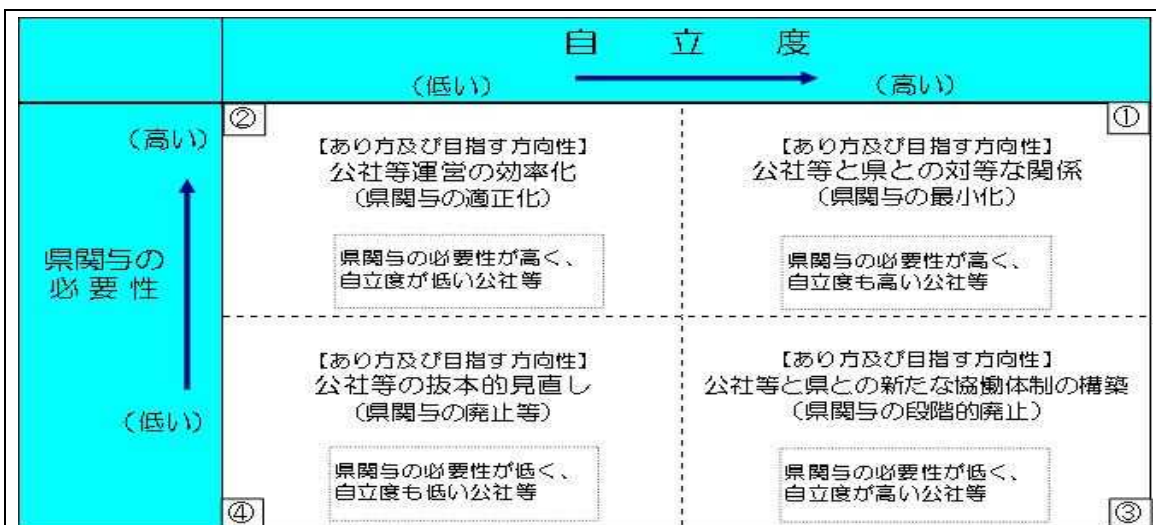 自 立 度
(低い) (高い)
県関与の
必要性
(高い)
(低い)
②
【あり方及び目指す方向性】
公社等運営の効率化
(県関与の適正化)
県関与の必要性が高く、
自立度が低い公社等
①
【あり方及び目指す方向性】
公社等と県との対等な関係
(県関与の最小化)
県関与の必要性が高く、
自立度も高い公社等
④
【あり方及び目指す方向性】
公社等の抜本的見直し
(県関与の廃止等)
県関与の必要性が低く、
自立度も低い公社等
③
【あり方及び目指す方向性】
公社等と県との新たな協働体制の構築
(県関与の段階的廃止)
県関与の必要性が低く、
自立度が高い公社等